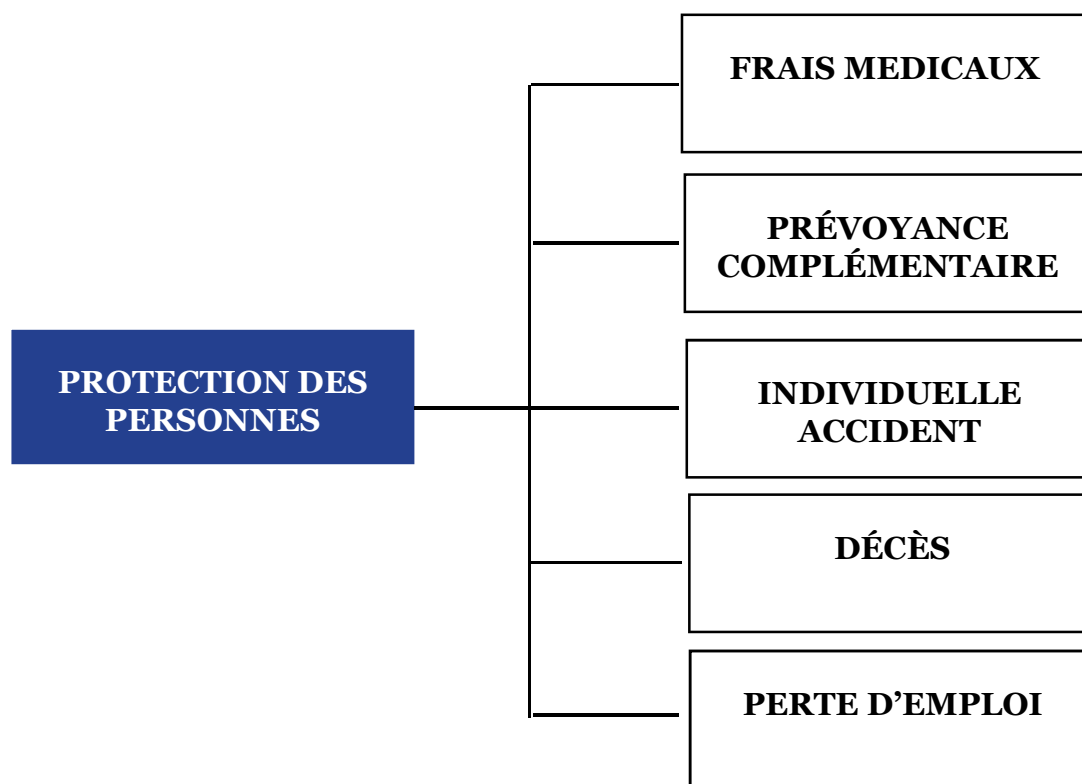 FRAIS MEDICAUX
PRÉVOYANCE
COMPLÉMENTAIRE
PROTECTION DES
PERSONNES
INDIVIDUELLE
ACCIDENT
DÉCÈS
PERTE D’EMPLOI